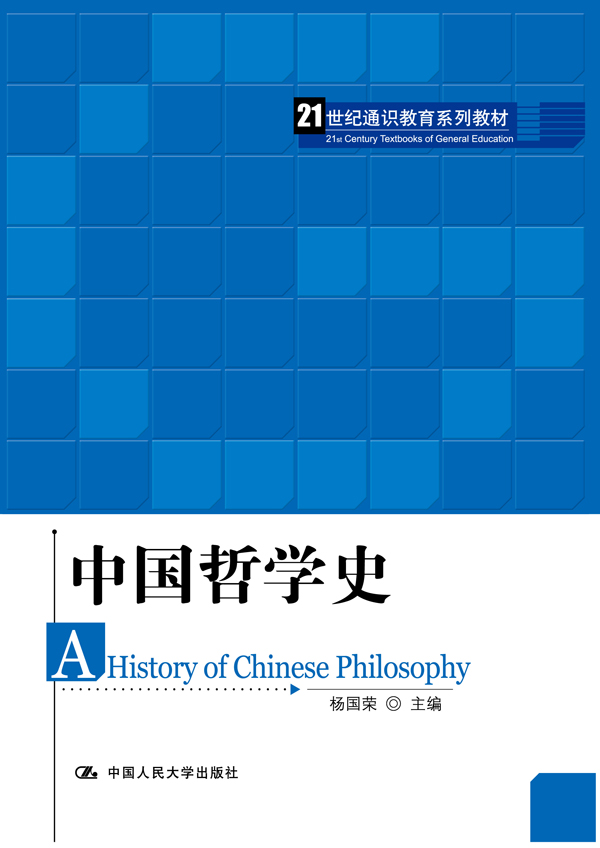 21世纪通识教育系列教材
21st Century Textbooks of General Education
中国哲学史
A History of Chinese Philosophy
杨国荣 ◎ 主编
中国人民大学出版社